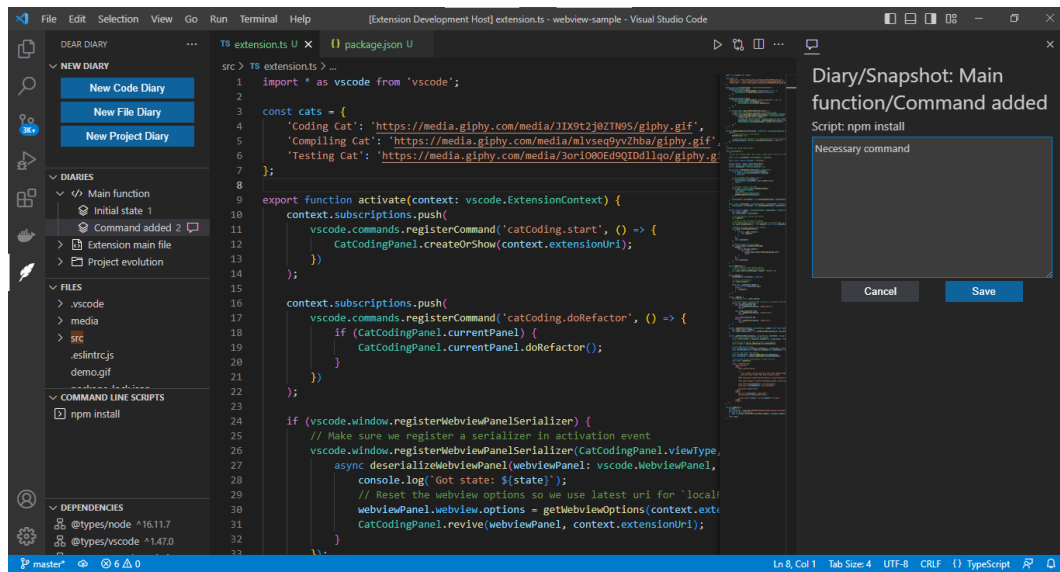 File Edit Selection View Go Run Terminal Help [Extension Development Host] extension.ts - webview-sample - Visual Studio Code
DEAR DIARY ...
NEW DIARY
New Code Diary
New File Diary
New Project Diary
3K+
DIARIES
Main function
Initial state 1
Command added 2
Extension main file
Project evolution
FILES
.vscode
media
src
.eslintrc.js
demo.gif
COMMAND LINE SCRIPTS
npm install
DEPENDENCIES
@types/node ^16.11.7
@types/vscode ^1.47.0
TS extension.ts U {} package.json U
src > TS extension.ts > ...
1 import * as vscode from 'vscode';
2
3 const cats = {
4 'Coding Cat': 'https://media.giphy.com/media/JIX9t2j0ZTN9S/giphy.gif',
5 'Compiling Cat': 'https://media.giphy.com/media/mlvseq9yvZhba/giphy.gif',
6 'Testing Cat': 'https://media.giphy.com/media/3oriO0OEd9QIDdllqo/giphy.gi
7 };
8
9 export function activate(context: vscode.ExtensionContext) {
10 context.subscriptions.push(
11 vscode.commands.registerCommand('catCoding.start', () => {
12 CatCodingPanel.createOrShow(context.extensionUri);
13 })
14 );
15
16 context.subscriptions.push(
17 vscode.commands.registerCommand('catCoding.doRefactor', () => {
18 if (CatCodingPanel.currentPanel) {
19 CatCodingPanel.currentPanel.doRefactor();
20 }
21 })
22 );
23
24 if (vscode.window.registerWebviewPanelSerializer) {
25 // Make sure we register a serializer in activation event
26 vscode.window.registerWebviewPanelSerializer(CatCodingPanel.viewType,
27 async deserializeWebviewPanel(webviewPanel: vscode.WebviewPanel,
28 console.log(`Got state: ${state}`);
29 // Reset the webview options so we use latest uri for `localR
30 webviewPanel.webview.options = getWebviewOptions(context.exte
31 CatCodingPanel.revive(webviewPanel, context.extensionUri);
32 }
33 });
Diary/Snapshot: Main
function/Command added
Script: npm install
Necessary command
Cancel Save
master* 6 0 Ln 8, Col 1 Tab Size: 4 UTF-8 CRLF {} TypeScript